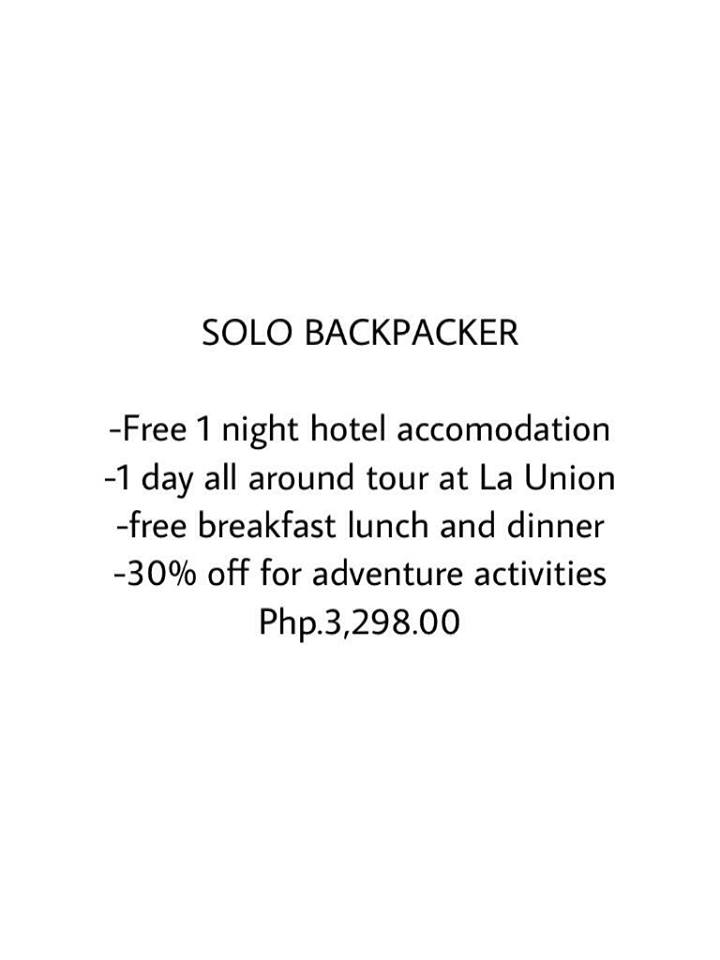 SOLO BACKPACKER
-Free 1 night hotel accomodation
-1 day all around tour at La Union
-free breakfast lunch and dinner
-30% off for adventure activities
Php.3,298.00